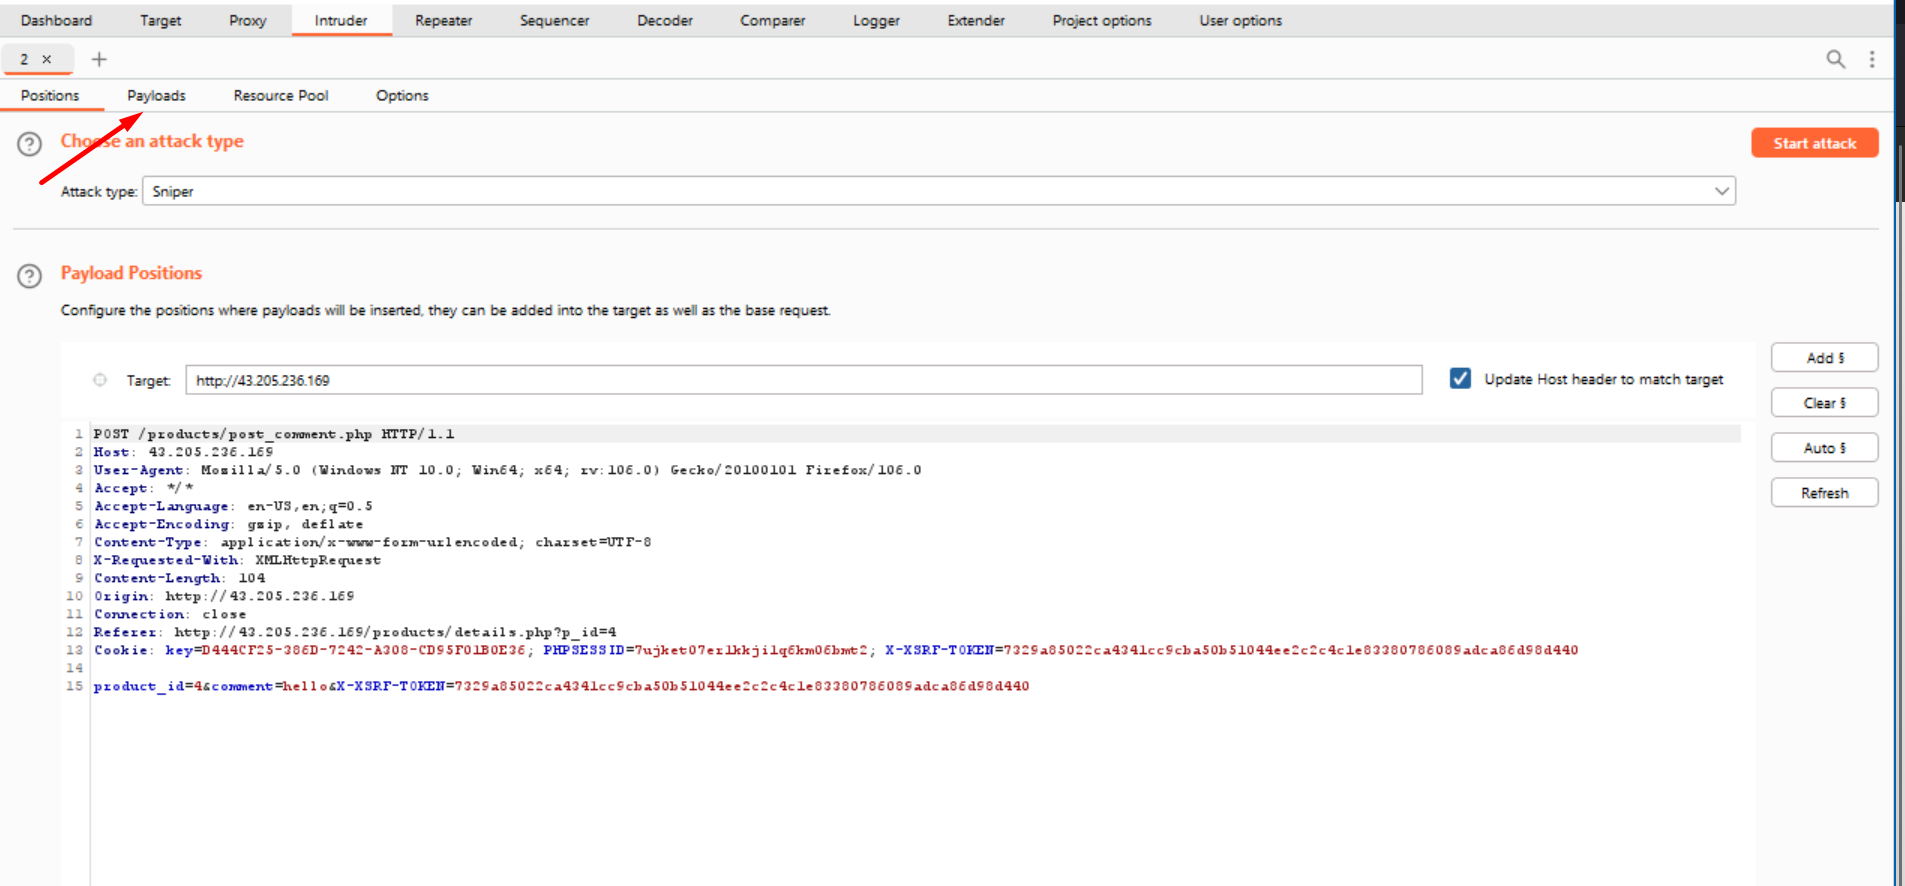 Dashboard Target Proxy Intruder Repeater Sequencer Decoder Comparer Logger Extender Project options User options
2 × +
Positions Payloads Resource Pool Options
? Choose an attack type Start attack
Attack type: Sniper
? Payload Positions
Configure the positions where payloads will be inserted, they can be added into the target as well as the base request.
Target: http://43.205.236.169 Update Host header to match target
Add §
Clear §
Auto §
Refresh
1 POST /products/post_comment.php HTTP/1.1
2 Host: 43.205.236.169
3 User-Agent: Mozilla/5.0 (Windows NT 10.0; Win64; x64; rv:106.0) Gecko/20100101 Firefox/106.0
4 Accept: */*
5 Accept-Language: en-US,en;q=0.5
6 Accept-Encoding: gzip, deflate
7 Content-Type: application/x-www-form-urlencoded; charset=UTF-8
8 X-Requested-With: XMLHttpRequest
9 Content-Length: 104
10 Origin: http://43.205.236.169
11 Connection: close
12 Referer: http://43.205.236.169/products/details.php?p_id=4
13 Cookie: key=D444CF25-386D-7242-A308-CD95F01B0E36; PHPSESSID=7ujket07er1kkji1q6km06bmt2; X-XSRF-TOKEN=7329a85022ca4341cc9cba50b51044ee2c2c4c1e83380786089adca86d98d440
14
15 product_id=4&comment=hello&X-XSRF-TOKEN=7329a85022ca4341cc9cba50b51044ee2c2c4c1e83380786089adca86d98d440